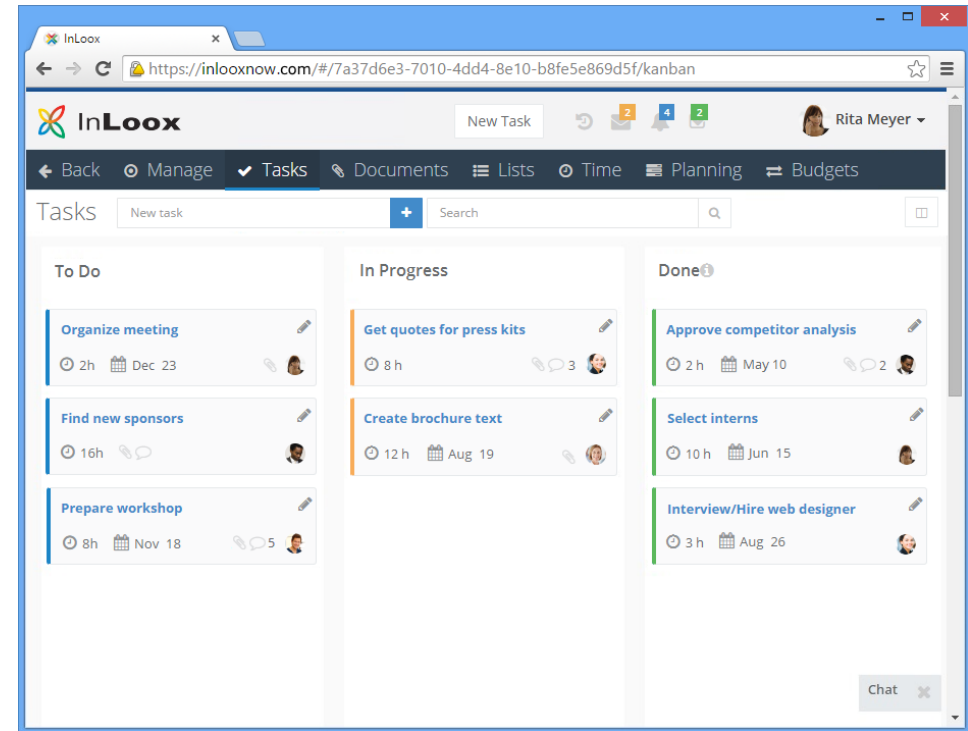 InLoox
https://inlooxnow.com/#/7a37d6e3-7010-4dd4-8e10-b8fe5e869d5f/kanban
InLoox
New Task
2
4
2
Rita Meyer
Back
Manage
Tasks
Documents
Lists
Time
Planning
Budgets
Tasks
New task
Search
To Do
Organize meeting
2h
Dec 23
Find new sponsors
16h
Prepare workshop
8h
Nov 18
5
In Progress
Get quotes for press kits
8 h
3
Create brochure text
12 h
Aug 19
Done
Approve competitor analysis
2 h
May 10
2
Select interns
10 h
Jun 15
Interview/Hire web designer
3 h
Aug 26
Chat